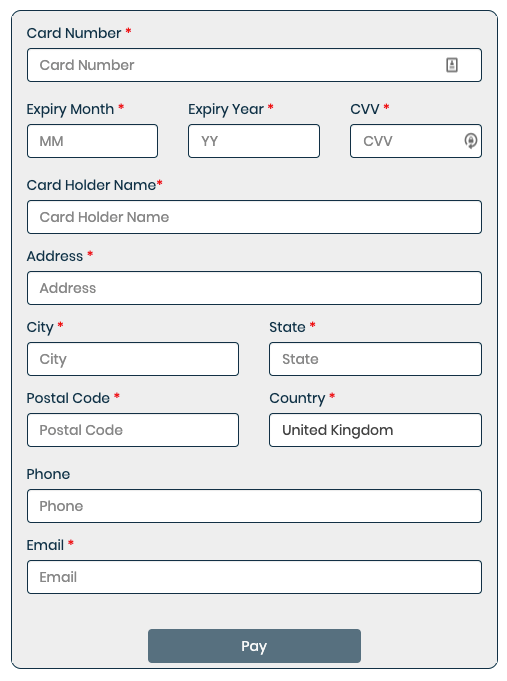 Card Number *
Card Number
Expiry Month * Expiry Year * CVV *
MM YY CVV
Card Holder Name*
Card Holder Name
Address *
Address
City * State *
City State
Postal Code * Country *
Postal Code United Kingdom
Phone
Phone
Email *
Email
Pay